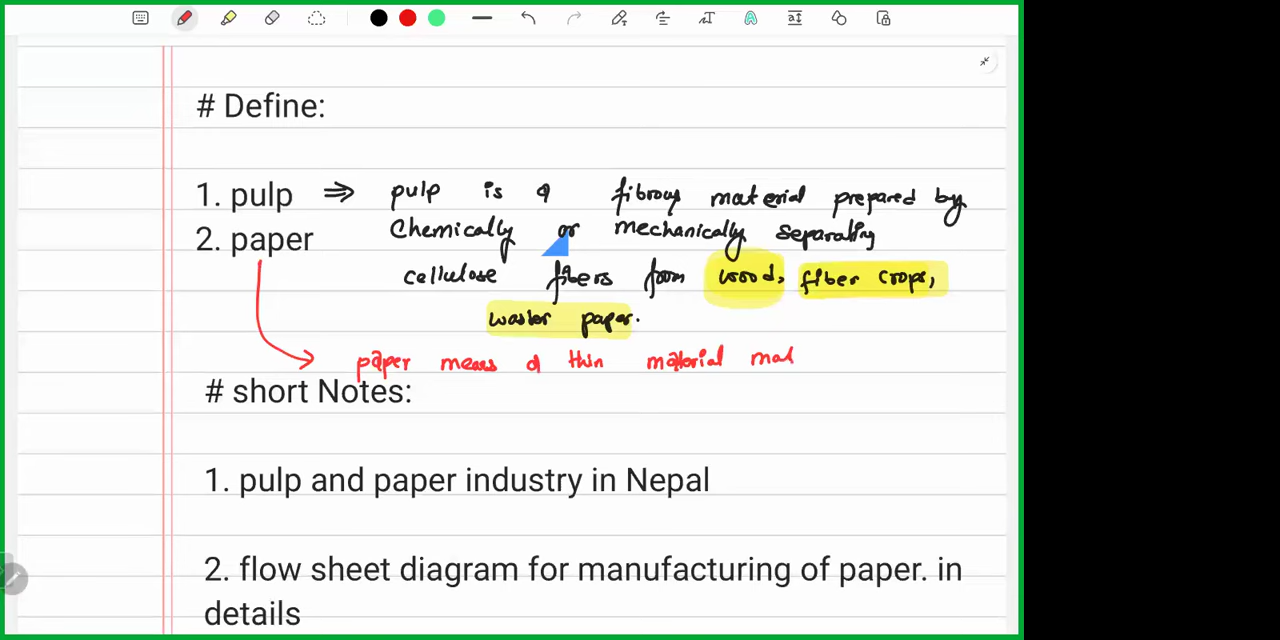 # Define:
1. pulp ⇒ pulp is a fibrous material prepared by
chemically or mechanically separating
2. paper
cellulose fibers from wood, fiber crops,
waster paper.
paper means a thin material mat
# short Notes:
1. pulp and paper industry in Nepal
2. flow sheet diagram for manufacturing of paper. in
details